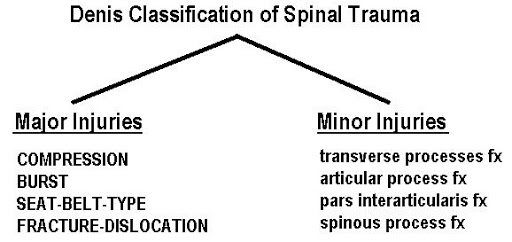 Denis Classification of Spinal Trauma
Major Injuries
COMPRESSION
BURST
SEAT-BELT-TYPE
FRACTURE-DISLOCATION
Minor Injuries
transverse processes fx
articular process fx
pars interarticularis fx
spinous process fx